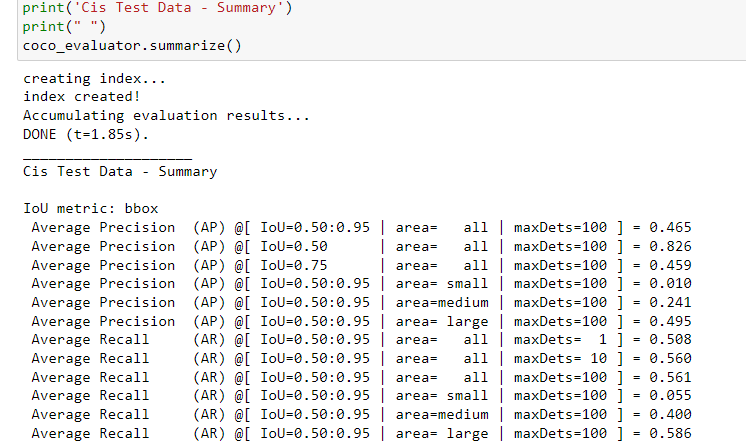 print('Cis Test Data - Summary')
print(" ")
coco_evaluator.summarize()
creating index...
index created!
Accumulating evaluation results...
DONE (t=1.85s).
____________________
Cis Test Data - Summary

IoU metric: bbox
 Average Precision  (AP) @[ IoU=0.50:0.95 | area=   all | maxDets=100 ] = 0.465
 Average Precision  (AP) @[ IoU=0.50      | area=   all | maxDets=100 ] = 0.826
 Average Precision  (AP) @[ IoU=0.75      | area=   all | maxDets=100 ] = 0.459
 Average Precision  (AP) @[ IoU=0.50:0.95 | area= small | maxDets=100 ] = 0.010
 Average Precision  (AP) @[ IoU=0.50:0.95 | area=medium | maxDets=100 ] = 0.241
 Average Precision  (AP) @[ IoU=0.50:0.95 | area= large | maxDets=100 ] = 0.495
 Average Recall     (AR) @[ IoU=0.50:0.95 | area=   all | maxDets=  1 ] = 0.508
 Average Recall     (AR) @[ IoU=0.50:0.95 | area=   all | maxDets= 10 ] = 0.560
 Average Recall     (AR) @[ IoU=0.50:0.95 | area=   all | maxDets=100 ] = 0.561
 Average Recall     (AR) @[ IoU=0.50:0.95 | area= small | maxDets=100 ] = 0.055
 Average Recall     (AR) @[ IoU=0.50:0.95 | area=medium | maxDets=100 ] = 0.400
 Average Recall     (AR) @[ IoU=0.50:0.95 | area= large | maxDets=100 ] = 0.586